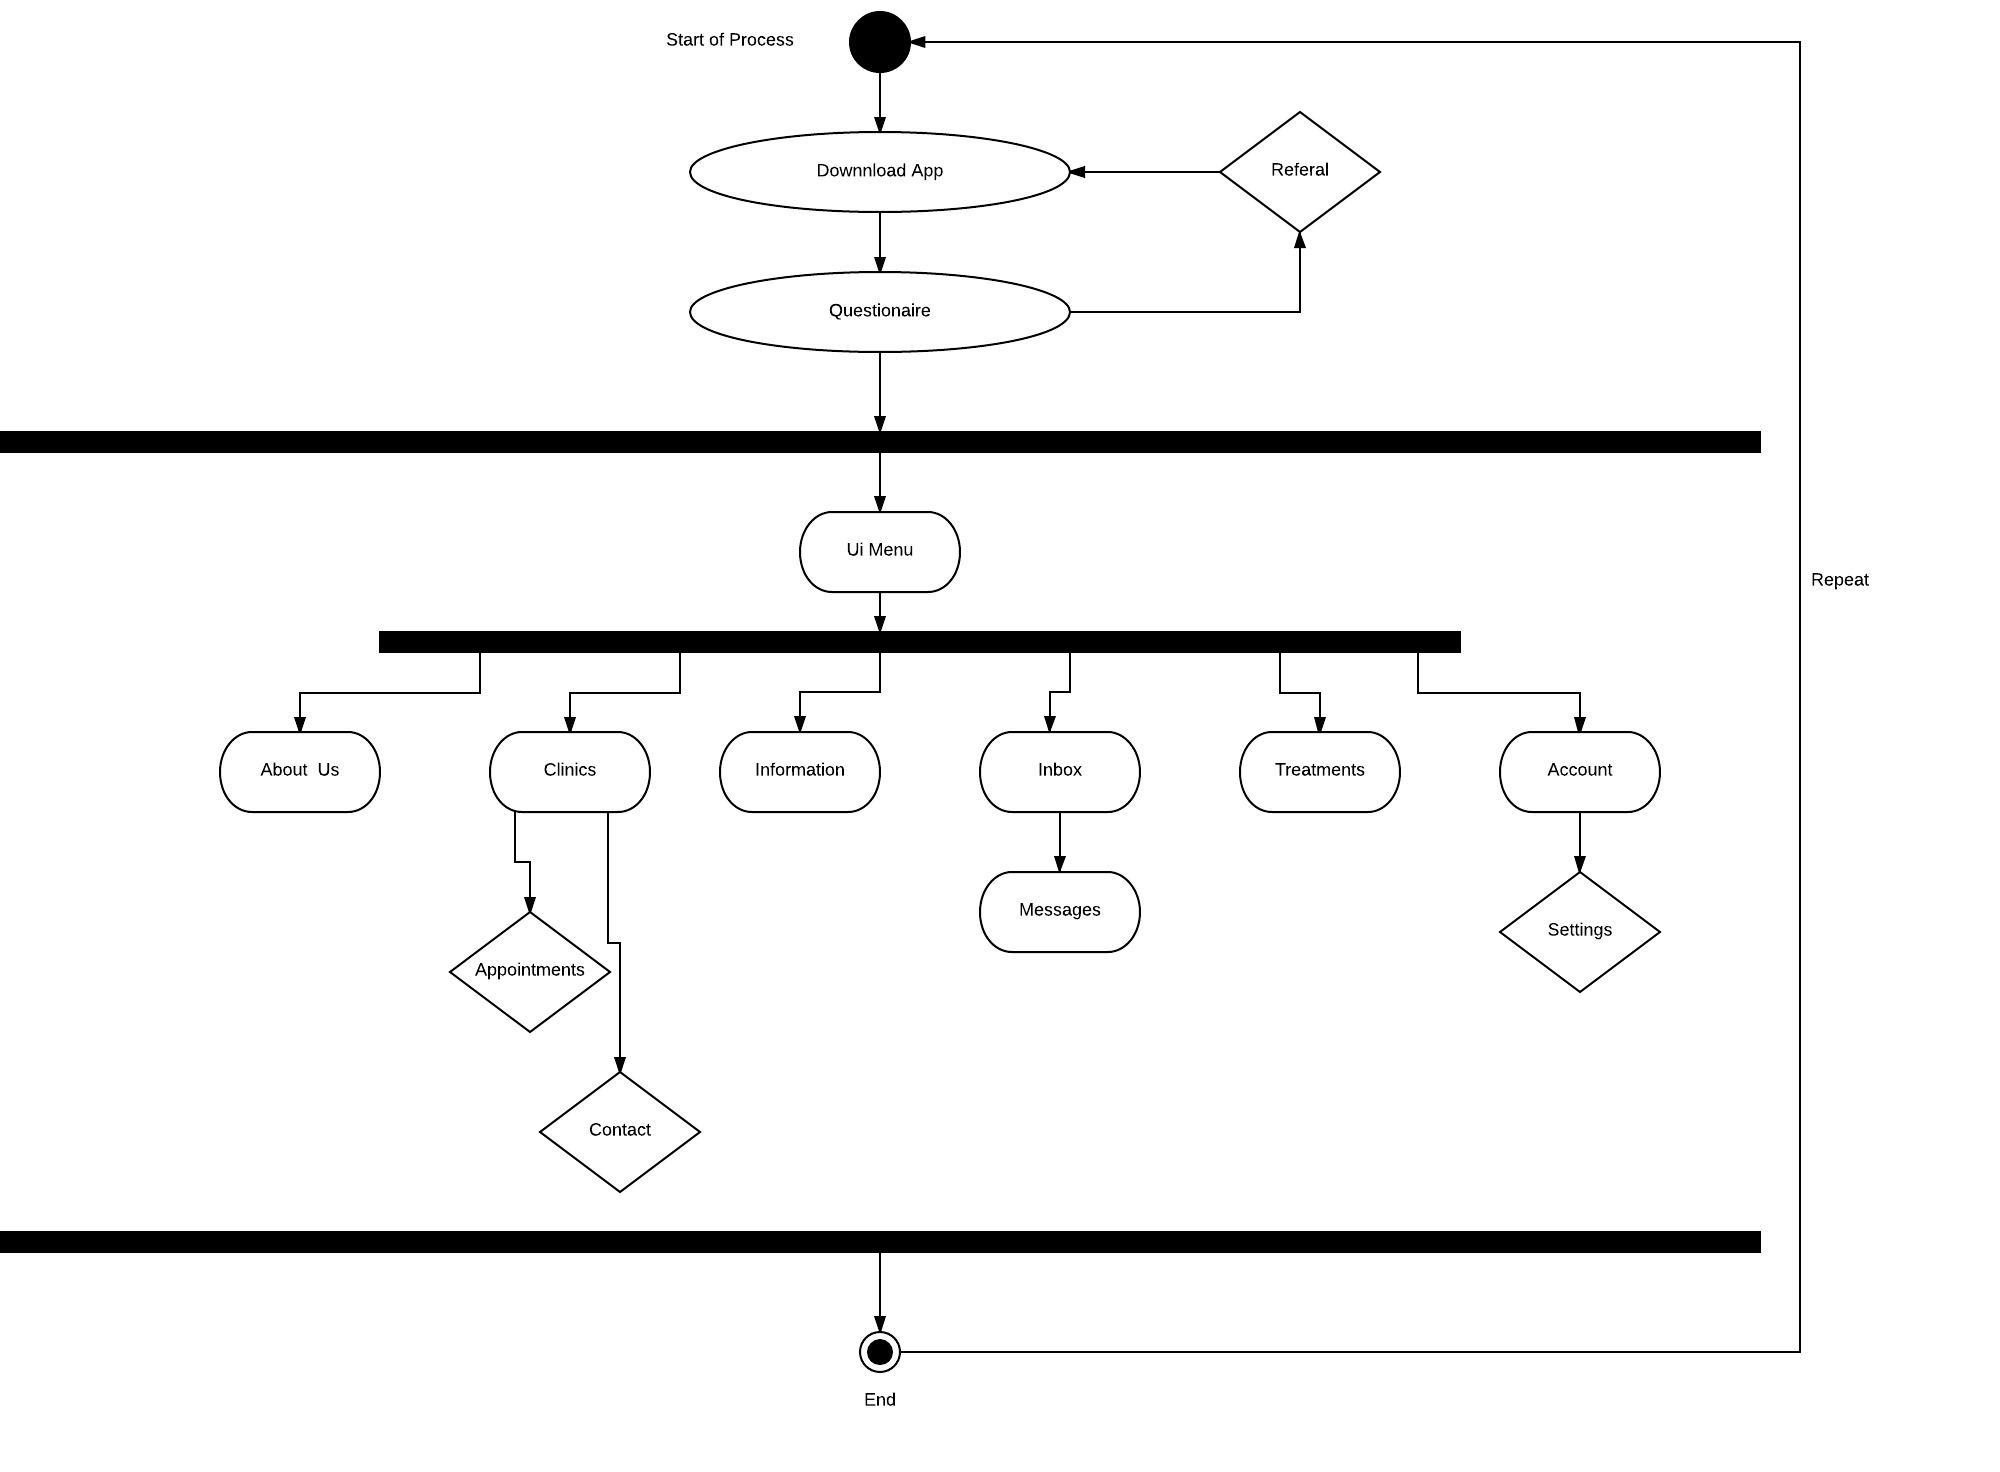 Start of Process
Downnload App
Referal
Questionaire
Ui Menu
Repeat
About  Us
Clinics
Information
Inbox
Treatments
Account
Messages
Settings
Appointments
Contact
End